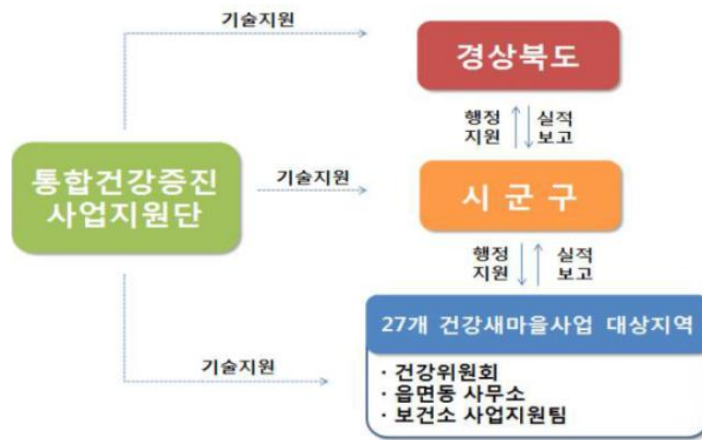 기술지원
경상북도
행정
지원
실적
보고
통합건강증진
사업지원단
기술지원
시 군 구
행정
지원
실적
보고
27개 건강새마을사업 대상지역
· 건강위원회
· 읍면동 사무소
· 보건소 사업지원팀
기술지원